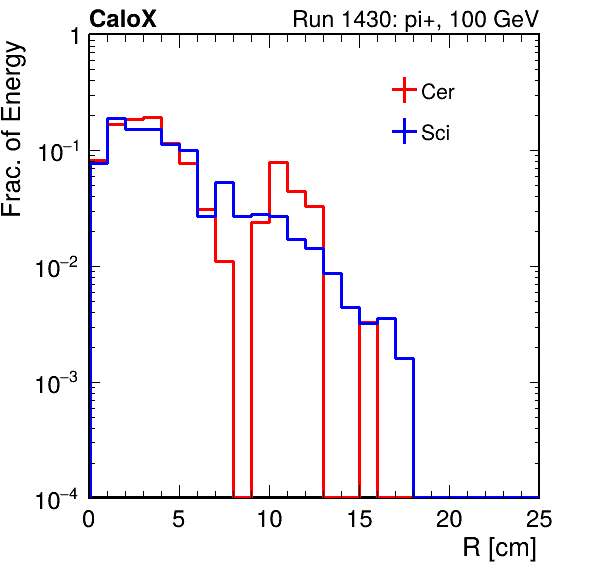 CaloX Run 1430: pi+, 100 GeV
Frac. of Energy
1
10⁻¹
10⁻²
10⁻³
10⁻⁴
Cer
Sci
0 5 10 15 20 25
R [cm]